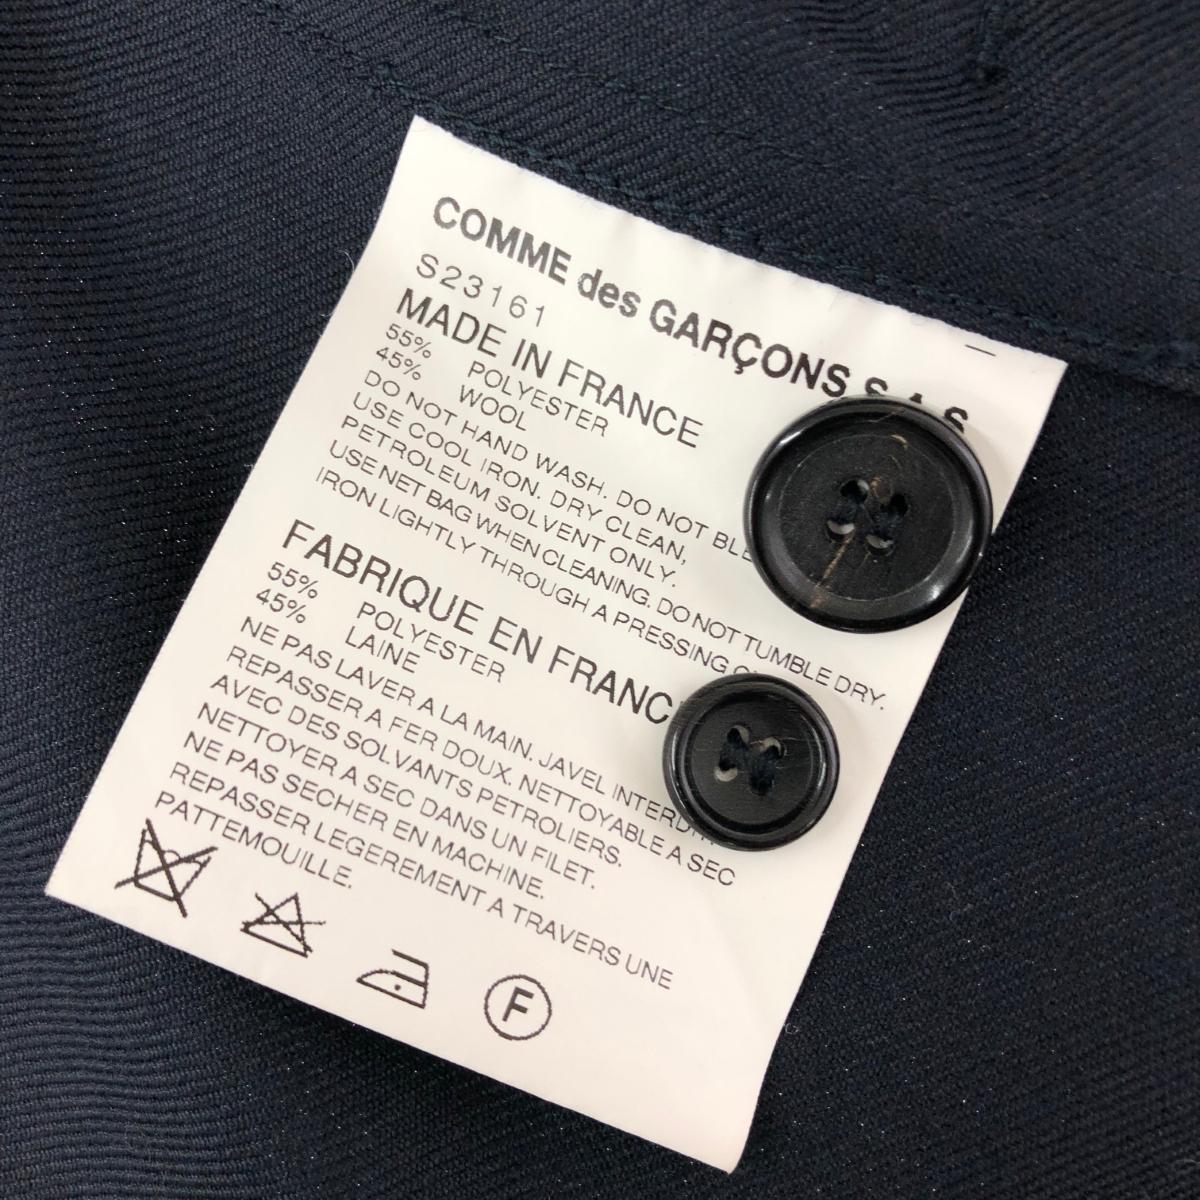 COMME des GARÇONS S.A.S
S23161
MADE IN FRANCE
55% POLYESTER
45% WOOL
DO NOT HAND WASH. DO NOT
USE COOL IRON. DRY CLEAN,
PETROLEUM SOLVENT ONLY.
USE NET BAG WHEN CLEANING. DO NOT TUMBLE DRY.
IRON LIGHTLY THROUGH A PRESSING
FABRIQUE EN FRANC
55% POLYESTER
45% LAINE
NE PAS LAVER A LA MAIN. JAVEL INTERDIT.
REPASSER A FER DOUX. NETTOYABLE A SEC
AVEC DES SOLVANTS PETROLIERS.
NETTOYER A SEC DANS UN FILET.
NE PAS SECHER EN MACHINE.
REPASSER LEGEREMENT A TRAVERS UNE
PATTEMOUILLE.
F